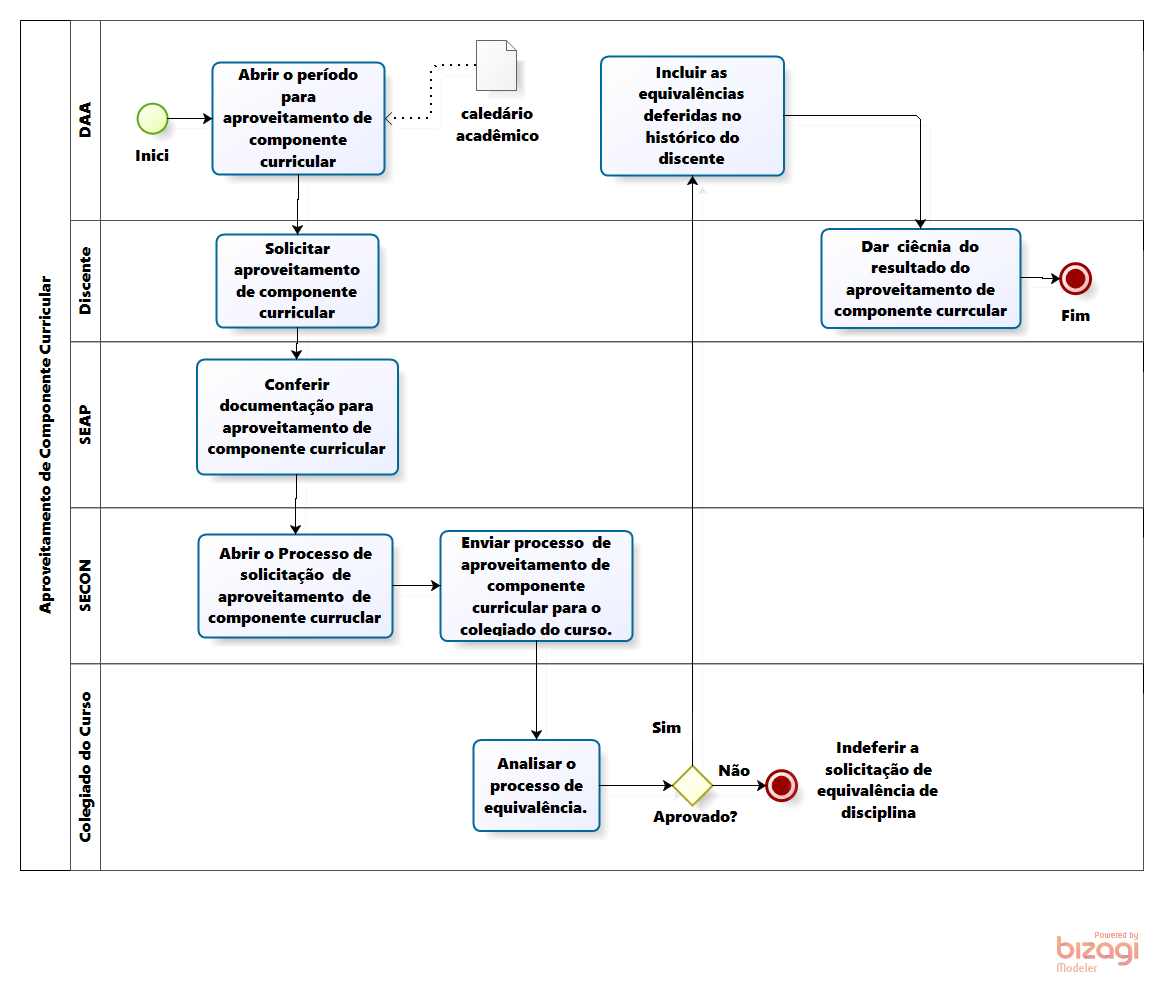 Aproveitamento de Componente Curricular
DAA
Inici
Abrir o período
para
aproveitamento de
componente
curricular
caledário
acadêmico
Incluir as
equivalências
deferidas no
histórico do
discente
Discente
Solicitar
aproveitamento
de componente
curricular
Dar ciêcnia do
resultado do
aproveitamento de
componente currcular
Fim
SEAP
Conferir
documentação para
aproveitamento de
componente curricular
SECON
Abrir o Processo de
solicitação de
aproveitamento de
componente curruclar
Enviar processo de
aproveitamento de
componente
curricular para o
colegiado do curso.
Colegiado do Curso
Analisar o
processo de
equivalência.
Sim
Aprovado?
Não
Indeferir a
solicitação de
equivalência de
disciplina
Powered by
bizagi
Modeler